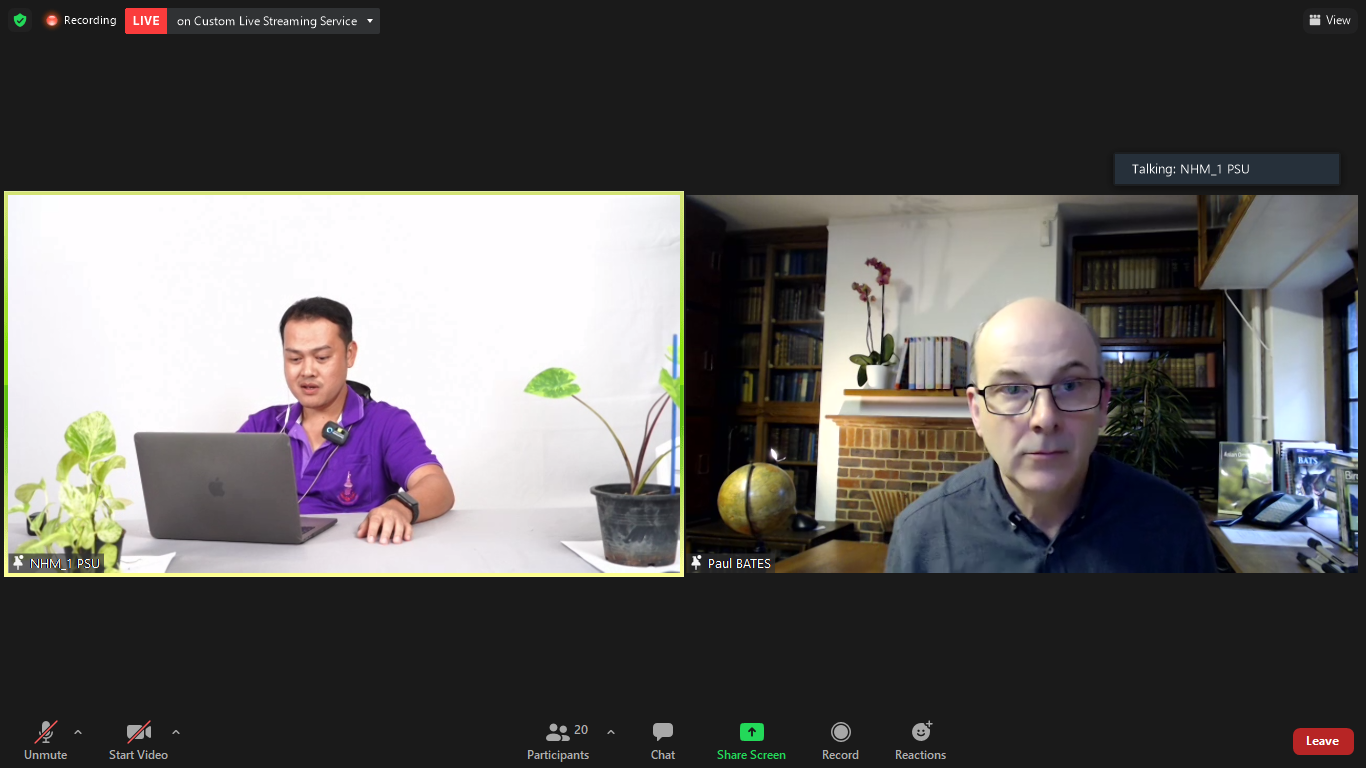 Recording
LIVE on Custom Live Streaming Service
View
Talking: NHM_1 PSU
BATS
NHM_1 PSU
Paul BATES
20
Unmute
Start Video
Participants
Chat
Share Screen
Record
Reactions
Leave